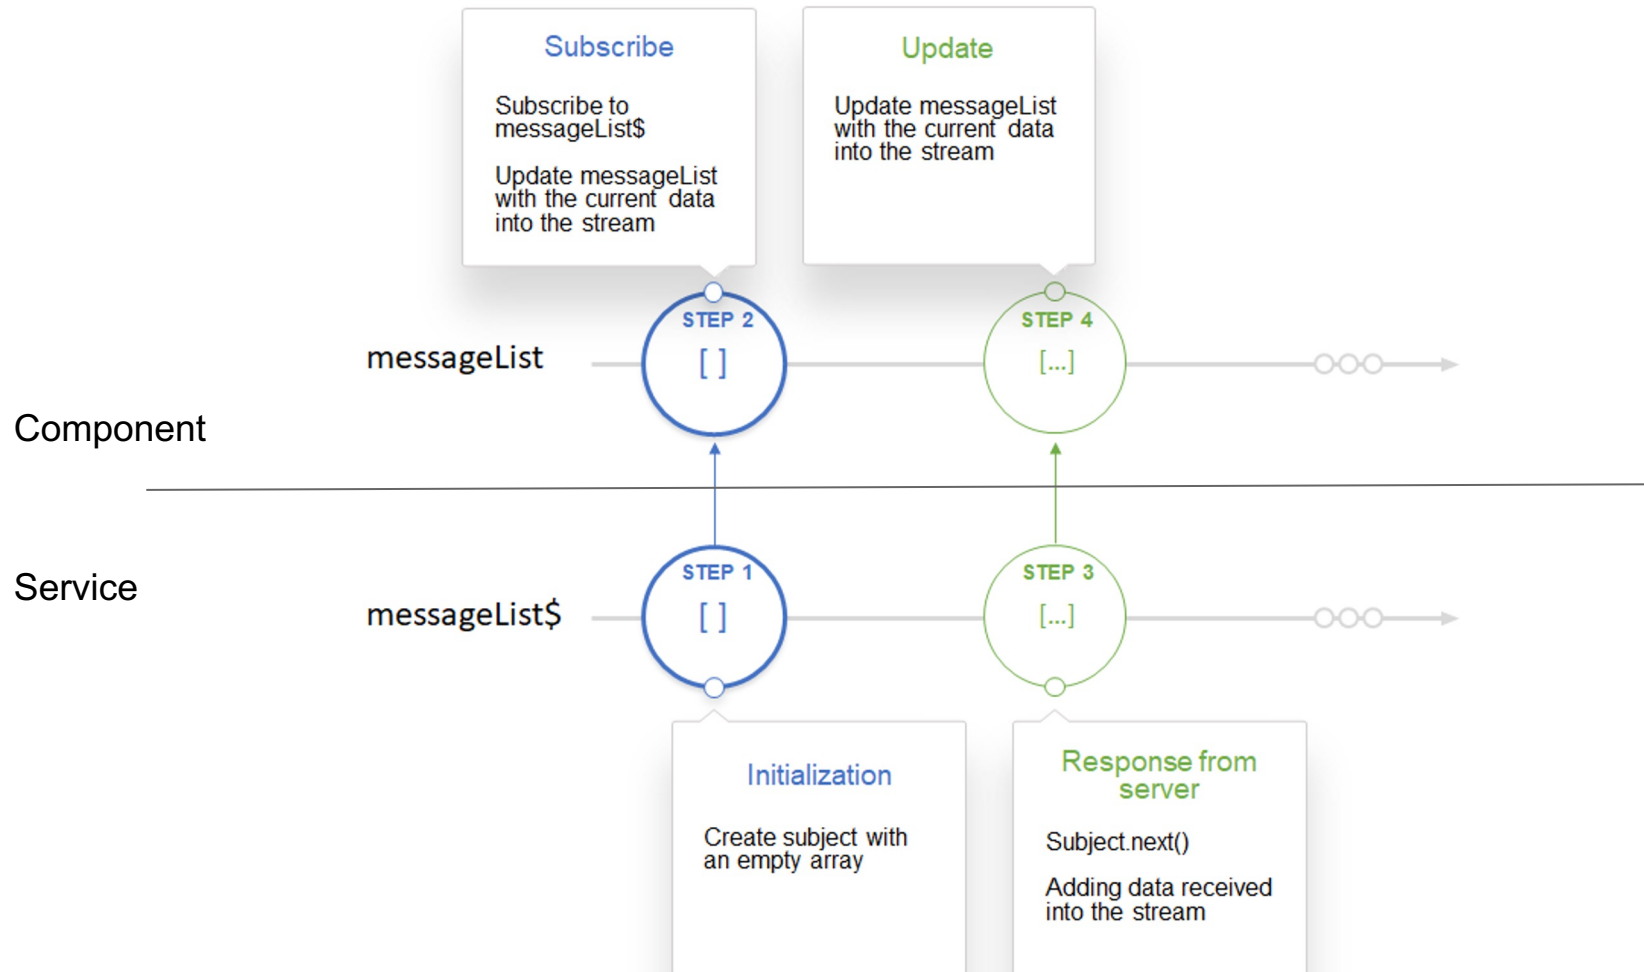 Subscribe
Subscribe to
messageList$
Update messageList
with the current data
into the stream
Update
Update messageList
with the current data
into the stream
STEP 2
[ ]
STEP 4
[...]
messageList
Component
Service
STEP 1
[ ]
STEP 3
[...]
messageList$
Initialization
Create subject with
an empty array
Response from
server
Subject.next()
Adding data received
into the stream